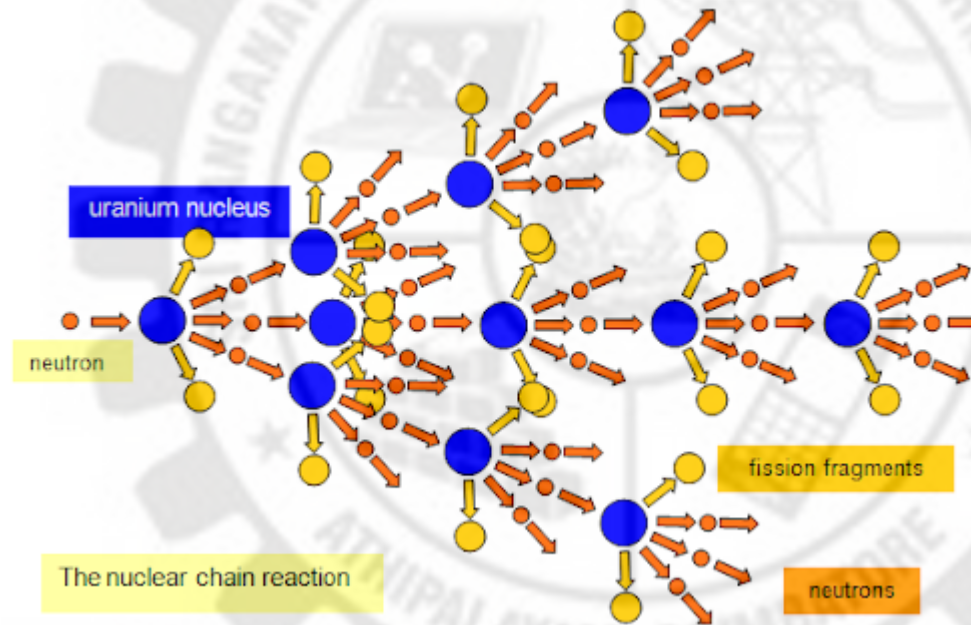 uranium nucleus
neutron
fission fragments
The nuclear chain reaction
neutrons